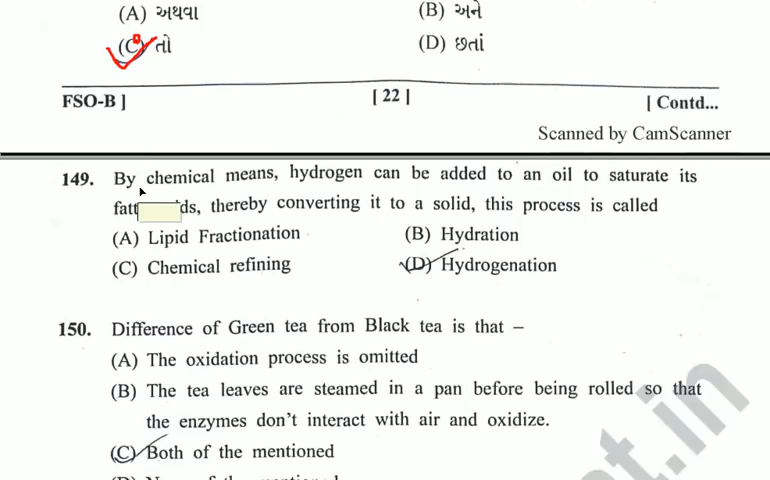 (A) અથવા (B) અને
(C) તો (D) છતાં
FSO-B ] [ 22 ] [ Contd...
Scanned by CamScanner
149. By chemical means, hydrogen can be added to an oil to saturate its
fatt ds, thereby converting it to a solid, this process is called
(A) Lipid Fractionation (B) Hydration
(C) Chemical refining (D) Hydrogenation
150. Difference of Green tea from Black tea is that –
(A) The oxidation process is omitted
(B) The tea leaves are steamed in a pan before being rolled so that
the enzymes don't interact with air and oxidize.
(C) Both of the mentioned
t.in